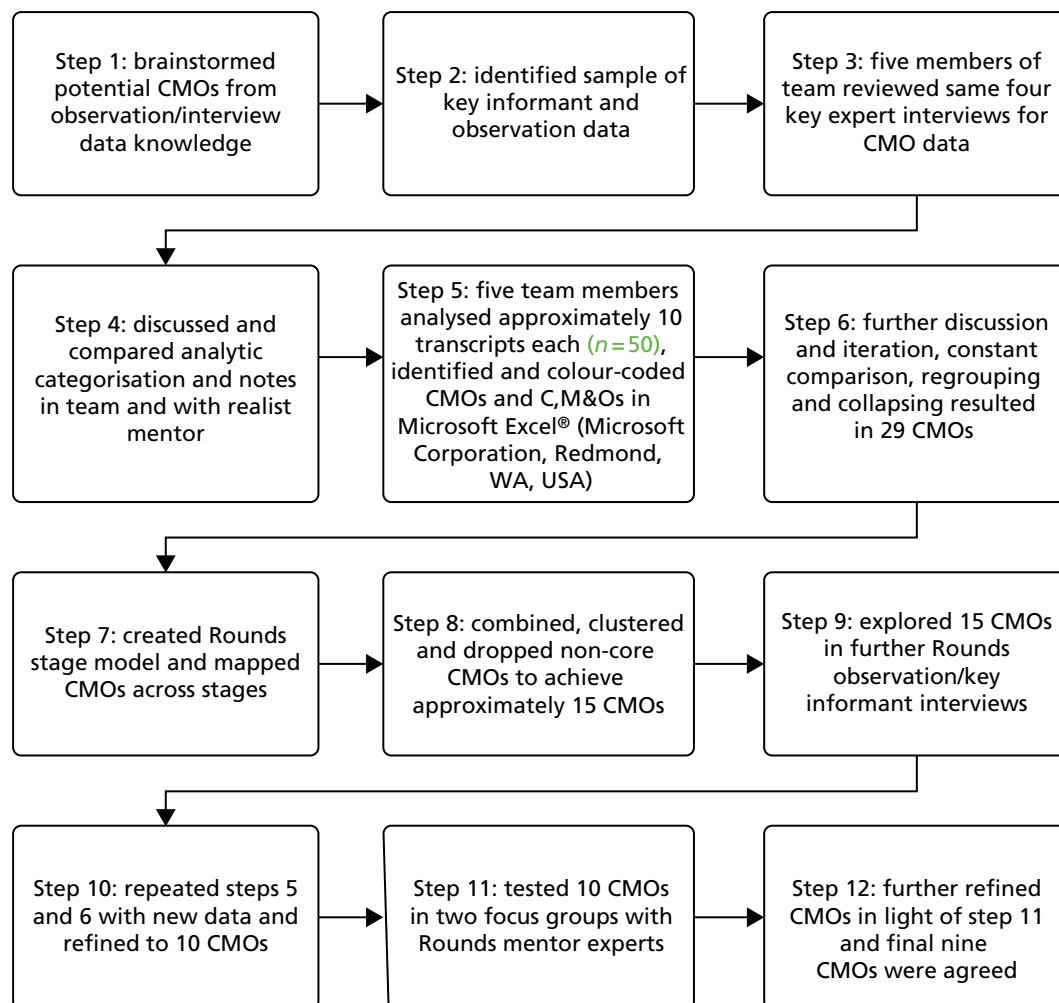 Step 1: brainstormed
potential CMOs from
observation/interview
data knowledge
Step 2: identified sample of
key informant and
observation data
Step 3: five members of
team reviewed same four
key expert interviews for
CMO data
Step 4: discussed and
compared analytic
categorisation and notes
in team and with realist
mentor
Step 5: five team members
analysed approximately 10
transcripts each (n=50),
identified and colour-coded
CMOs and C,M&Os in
Microsoft Excel® (Microsoft
Corporation, Redmond,
WA, USA)
Step 6: further discussion
and iteration, constant
comparison, regrouping
and collapsing resulted
in 29 CMOs
Step 7: created Rounds
stage model and mapped
CMOs across stages
Step 8: combined, clustered
and dropped non-core
CMOs to achieve
approximately 15 CMOs
Step 9: explored 15 CMOs
in further Rounds
observation/key
informant interviews
Step 10: repeated steps 5
and 6 with new data and
refined to 10 CMOs
Step 11: tested 10 CMOs
in two focus groups with
Rounds mentor experts
Step 12: further refined
CMOs in light of step 11
and final nine
CMOs were agreed